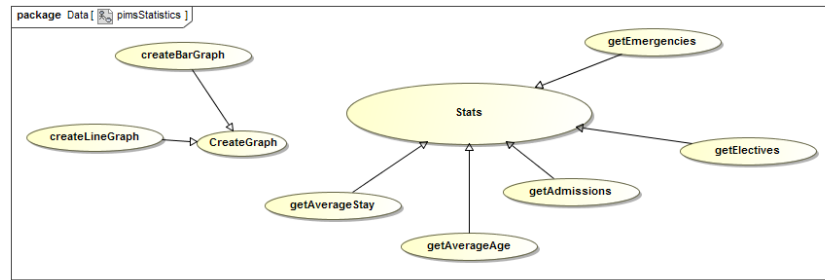 package Data [ pimsStatistics ]
createBarGraph
getEmergencies
Stats
createLineGraph
CreateGraph
getElectives
getAdmissions
getAverageStay
getAverageAge